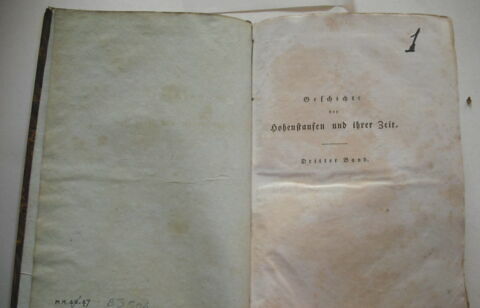 1
Geschichte
der
Hohenstaufen und ihrer Zeit.
Dritter Band.